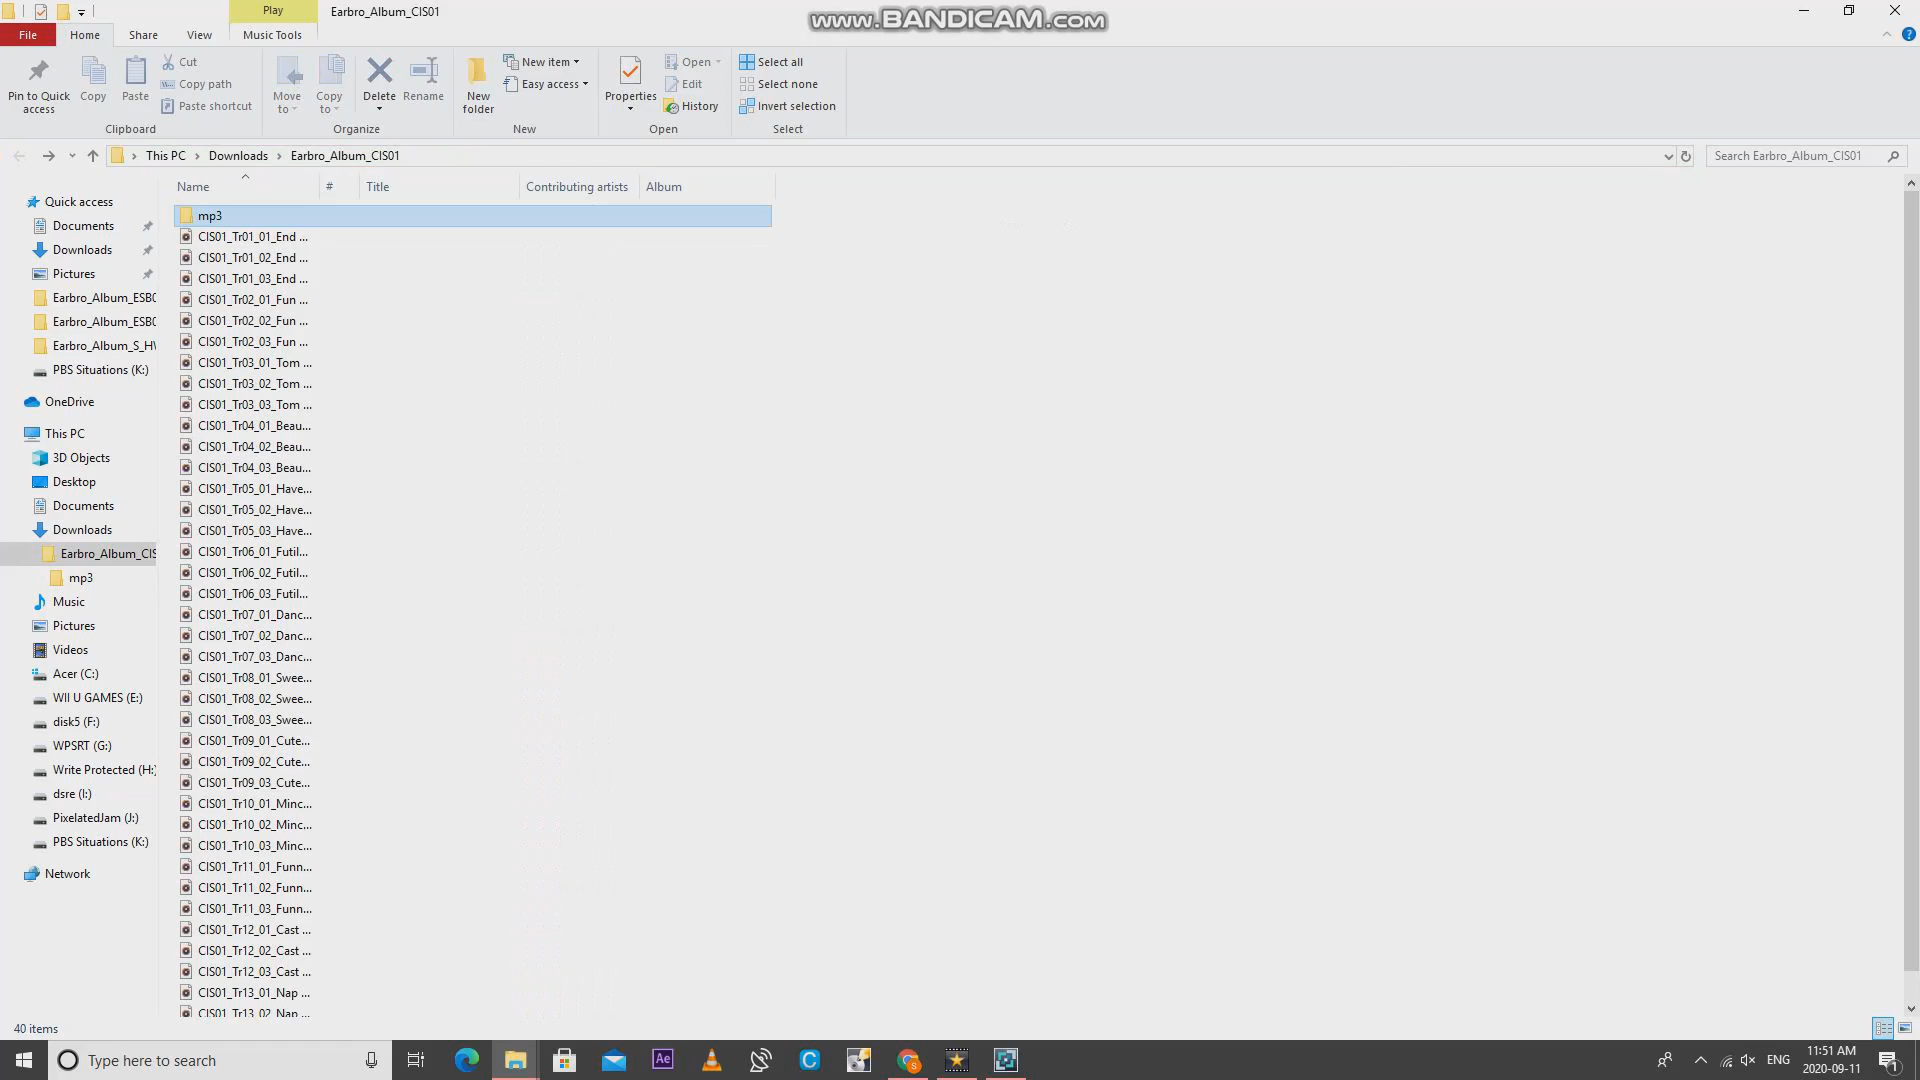 Play
Earbro_Album_CIS01
www.BANDICAM.com
File
Home
Share
View
Music Tools
Pin to Quick access
Copy
Paste
Cut
Copy path
Paste shortcut
Clipboard
Move to
Copy to
Delete
Rename
Organize
New folder
New item
Easy access
New
Properties
Open
Edit
History
Open
Select all
Select none
Invert selection
Select
This PC
Downloads
Earbro_Album_CIS01
Search Earbro_Album_CIS01
Name
#
Title
Contributing artists
Album
Quick access
Documents
Downloads
Pictures
Earbro_Album_ESB0
Earbro_Album_ESB0
Earbro_Album_S_HV
PBS Situations (K:)
OneDrive
This PC
3D Objects
Desktop
Documents
Downloads
Earbro_Album_CIS
mp3
Music
Pictures
Videos
Acer (C:)
WII U GAMES (E:)
disk5 (F:)
WPSRT (G:)
Write Protected (H:)
dsre (I:)
PixelatedJam (J:)
PBS Situations (K:)
Network
mp3
CIS01_Tr01_01_End ...
CIS01_Tr01_02_End ...
CIS01_Tr01_03_End ...
CIS01_Tr02_01_Fun ...
CIS01_Tr02_02_Fun ...
CIS01_Tr02_03_Fun ...
CIS01_Tr03_01_Tom ...
CIS01_Tr03_02_Tom ...
CIS01_Tr03_03_Tom ...
CIS01_Tr04_01_Beau...
CIS01_Tr04_02_Beau...
CIS01_Tr04_03_Beau...
CIS01_Tr05_01_Have...
CIS01_Tr05_02_Have...
CIS01_Tr05_03_Have...
CIS01_Tr06_01_Futil...
CIS01_Tr06_02_Futil...
CIS01_Tr06_03_Futil...
CIS01_Tr07_01_Danc...
CIS01_Tr07_02_Danc...
CIS01_Tr07_03_Danc...
CIS01_Tr08_01_Swee...
CIS01_Tr08_02_Swee...
CIS01_Tr08_03_Swee...
CIS01_Tr09_01_Cute...
CIS01_Tr09_02_Cute...
CIS01_Tr09_03_Cute...
CIS01_Tr10_01_Minc...
CIS01_Tr10_02_Minc...
CIS01_Tr10_03_Minc...
CIS01_Tr11_01_Funn...
CIS01_Tr11_02_Funn...
CIS01_Tr11_03_Funn...
CIS01_Tr12_01_Cast ...
CIS01_Tr12_02_Cast ...
CIS01_Tr12_03_Cast ...
CIS01_Tr13_01_Nap ...
CIS01_Tr13_02_Nap ...
40 items
Type here to search
Ae
C
S
ENG
11:51 AM
2020-09-11
1